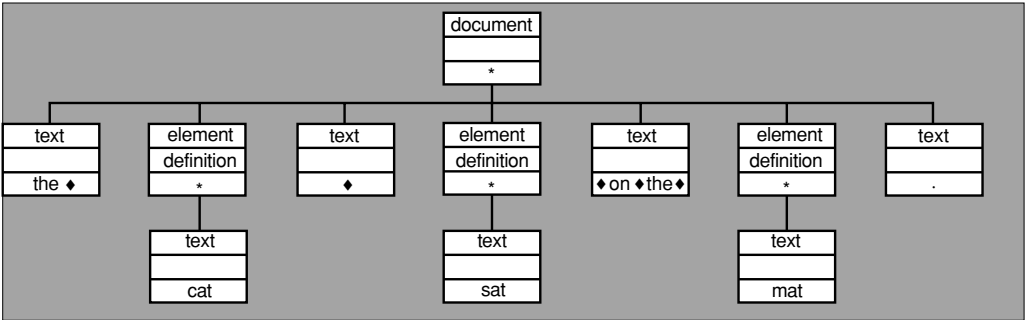 document
*
text
the ♦
element
definition
*
text
♦
element
definition
*
text
♦on ♦the♦
element
definition
*
text
.
text
cat
text
sat
text
mat